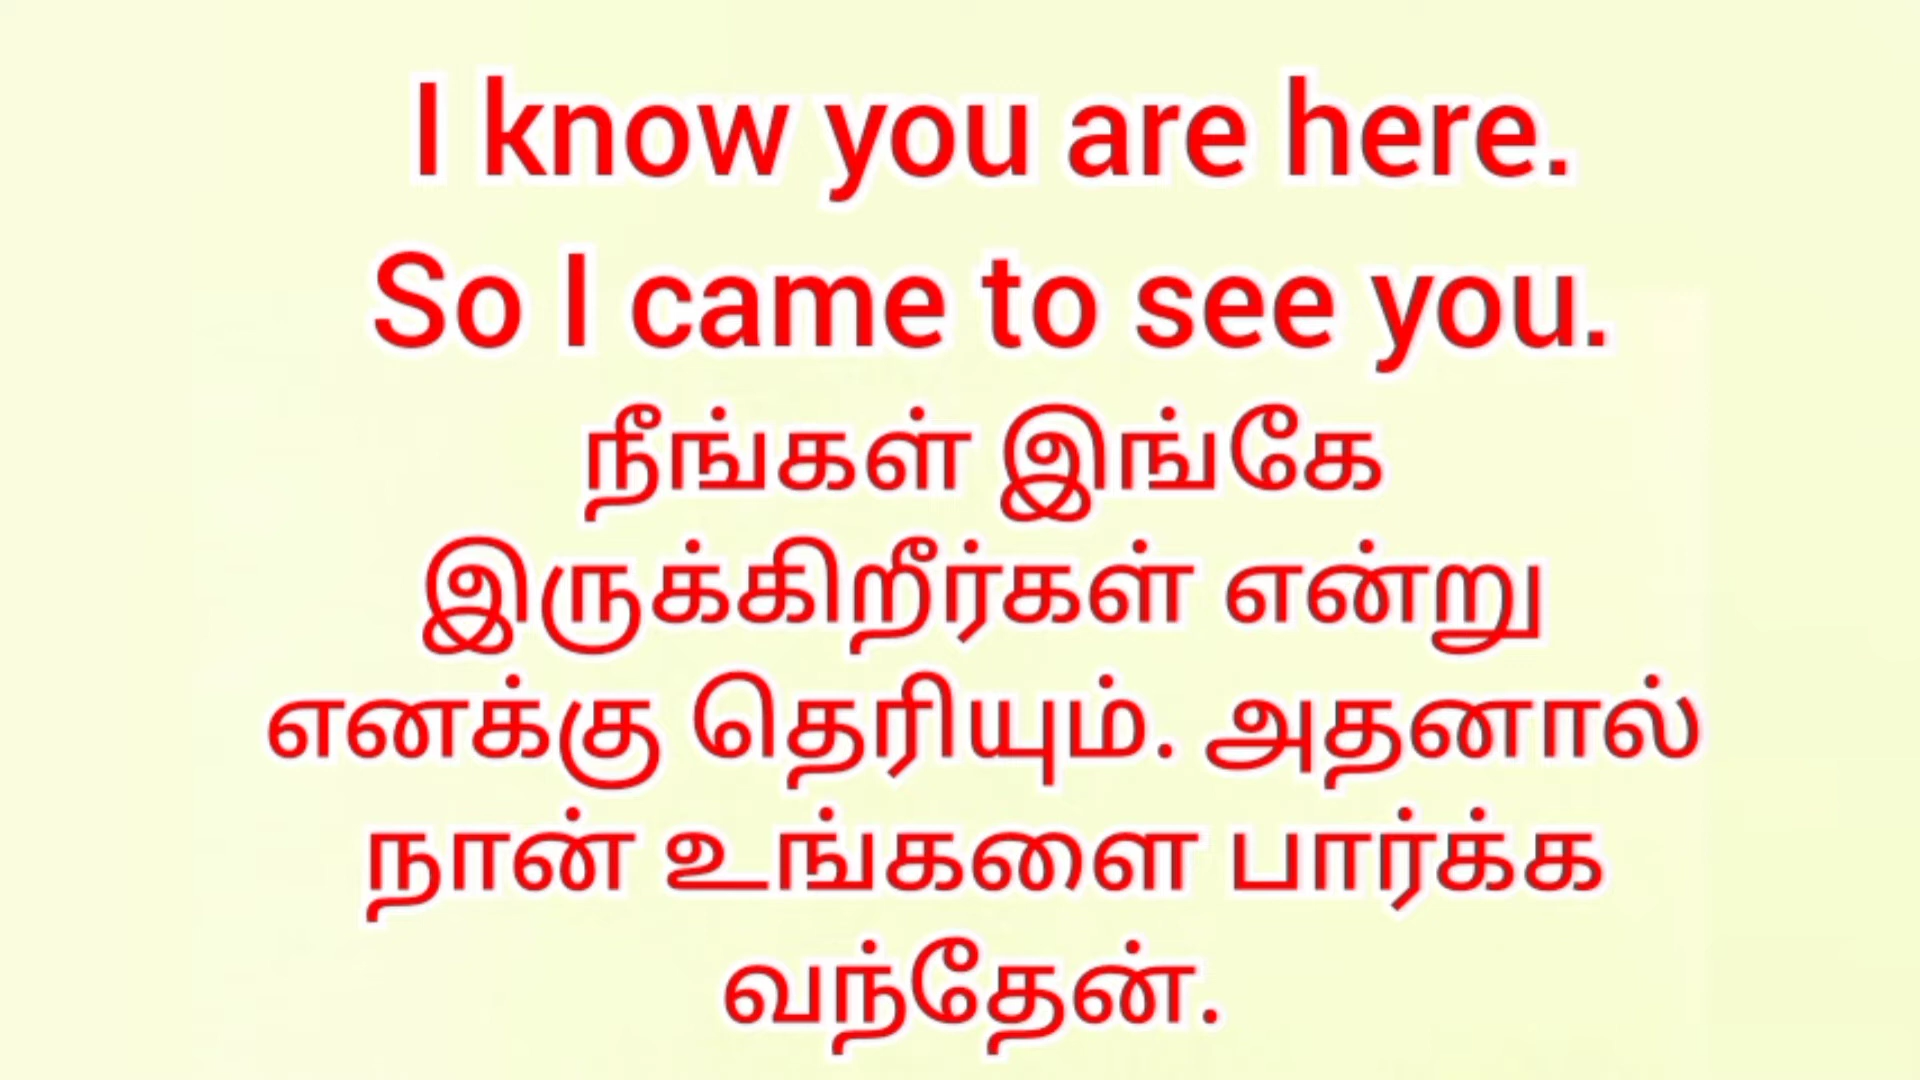 I know you are here.
So I came to see you.
நீங்கள் இங்கே
இருக்கிறீர்கள் என்று
எனக்கு தெரியும். அதனால்
நான் உங்களை பார்க்க
வந்தேன்.